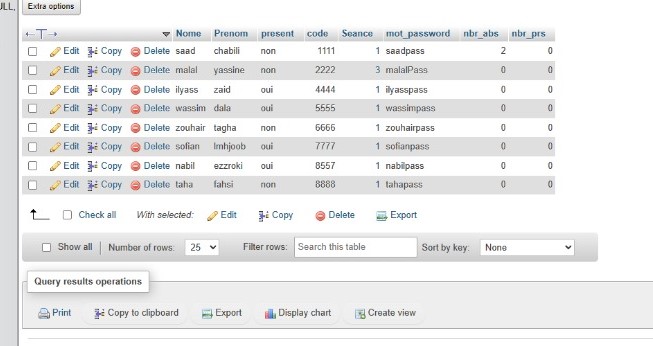 ULL,
Extra options
←T→ Nome Prenom present code Seance mot_password nbr_abs nbr_prs
Edit Copy Delete saad chabili non 1111 1 saadpass 2 0
Edit Copy Delete malal yassine non 2222 3 malalPass 0 0
Edit Copy Delete ilyass zaid oui 4444 1 ilyasspass 0 0
Edit Copy Delete wassim dala oui 5555 1 wassimpass 0 0
Edit Copy Delete zouhair tagha non 6666 1 zouhairpass 0 0
Edit Copy Delete sofian lmhjoob oui 7777 1 sofianpass 0 0
Edit Copy Delete nabil ezzroki oui 8557 1 nabilpass 0 0
Edit Copy Delete taha fahsi non 8888 1 tahapass 0 0
Check all With selected: Edit Copy Delete Export
Show all Number of rows: 25 Filter rows: Search this table Sort by key: None
Query results operations
Print Copy to clipboard Export Display chart Create view